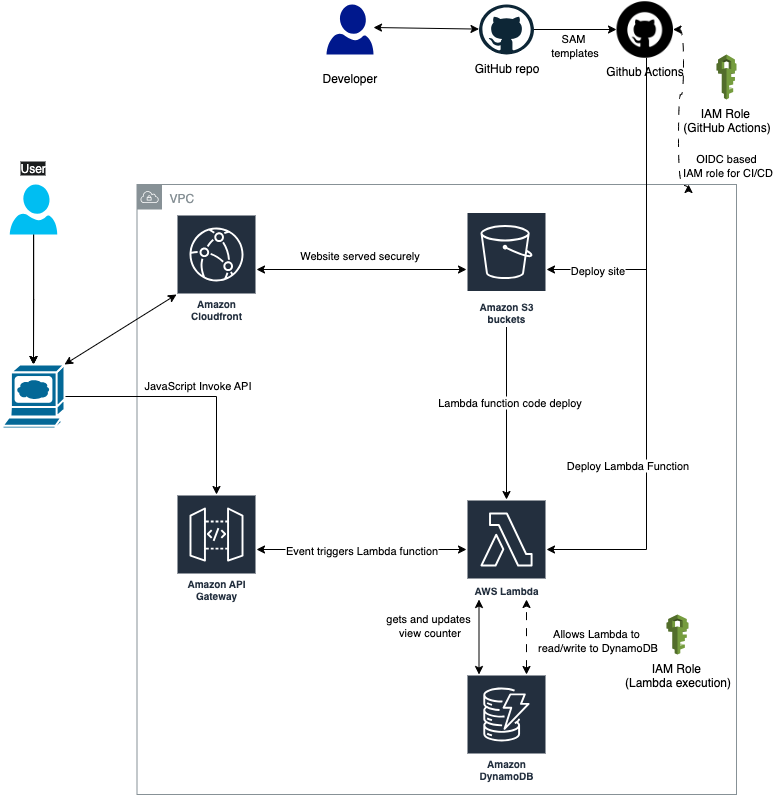 Developer
GitHub repo
SAM
templates
Github Actions
IAM Role
(GitHub Actions)
OIDC based
IAM role for CI/CD
User
VPC
Amazon
Cloudfront
Website served securely
Amazon S3
buckets
Deploy site
JavaScript Invoke API
Lambda function code deploy
Deploy Lambda Function
</>
Amazon API
Gateway
Event triggers Lambda function
AWS Lambda
gets and updates
view counter
Allows Lambda to
read/write to DynamoDB
IAM Role
(Lambda execution)
Amazon
DynamoDB